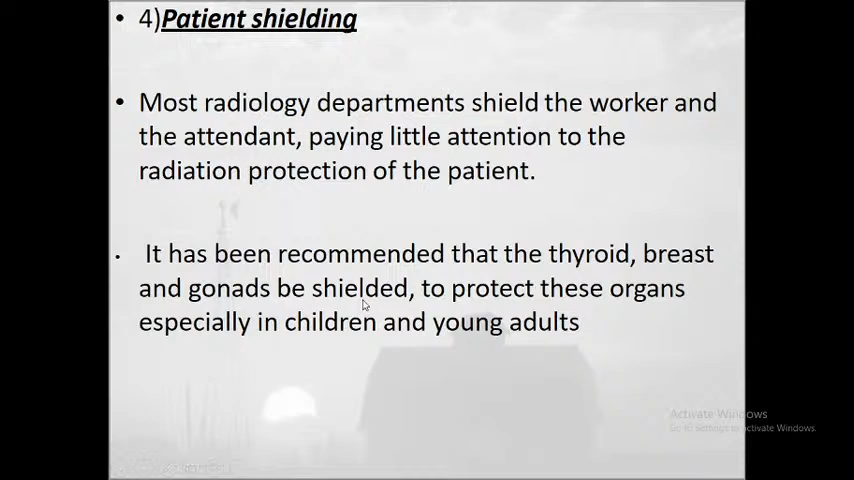 • 4)Patient shielding
• Most radiology departments shield the worker and
the attendant, paying little attention to the
radiation protection of the patient.
• It has been recommended that the thyroid, breast
and gonads be shielded, to protect these organs
especially in children and young adults
Activate Windows
Go to Settings to activate Windows.